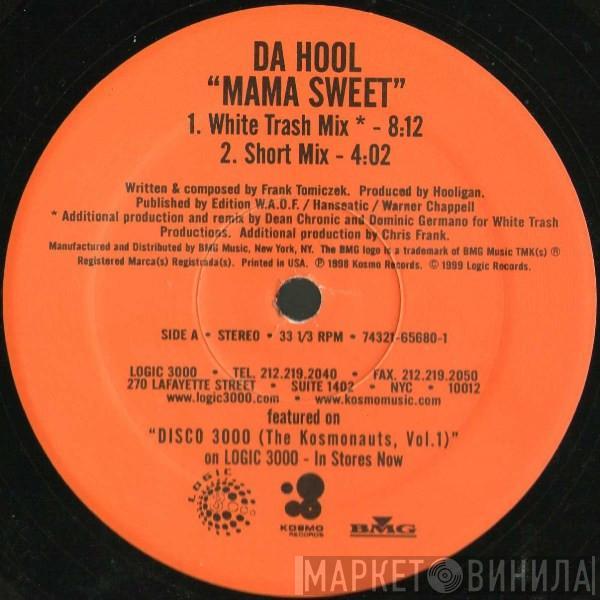 DA HOOL
“MAMA SWEET”
1. White Trash Mix * - 8:12
2. Short Mix - 4:02
Written & composed by Frank Tomiczek. Produced by Hooligan.
Published by Edition W.A.O.F. / Hanseatic / Warner Chappell
* Additional production and remix by Dean Chronic and Dominic Germano for White Trash
Productions. Additional production by Chris Frank.
Manufactured and Distributed by BMG Music, New York, NY. The BMG logo is a trademark of BMG Music TMK(s) ®
Registered Marca(s) Registrada(s). Printed in USA. ℗ 1998 Kosmo Records. © 1999 Logic Records.
SIDE A • STEREO • 33 1/3 RPM • 74321-65680-1
LOGIC 3000 • TEL. 212.219.2040 • FAX. 212.219.2050
270 LAFAYETTE STREET • SUITE 1402 • NYC • 10012
www.logic3000.com • www.kosmomusic.com
featured on
“DISCO 3000 (The Kosmonauts, Vol.1)”
on LOGIC 3000 - In Stores Now
LOGIC
3000
KOSMO
RECORDS
BMG
МАРКЕТ ВИНИЛА